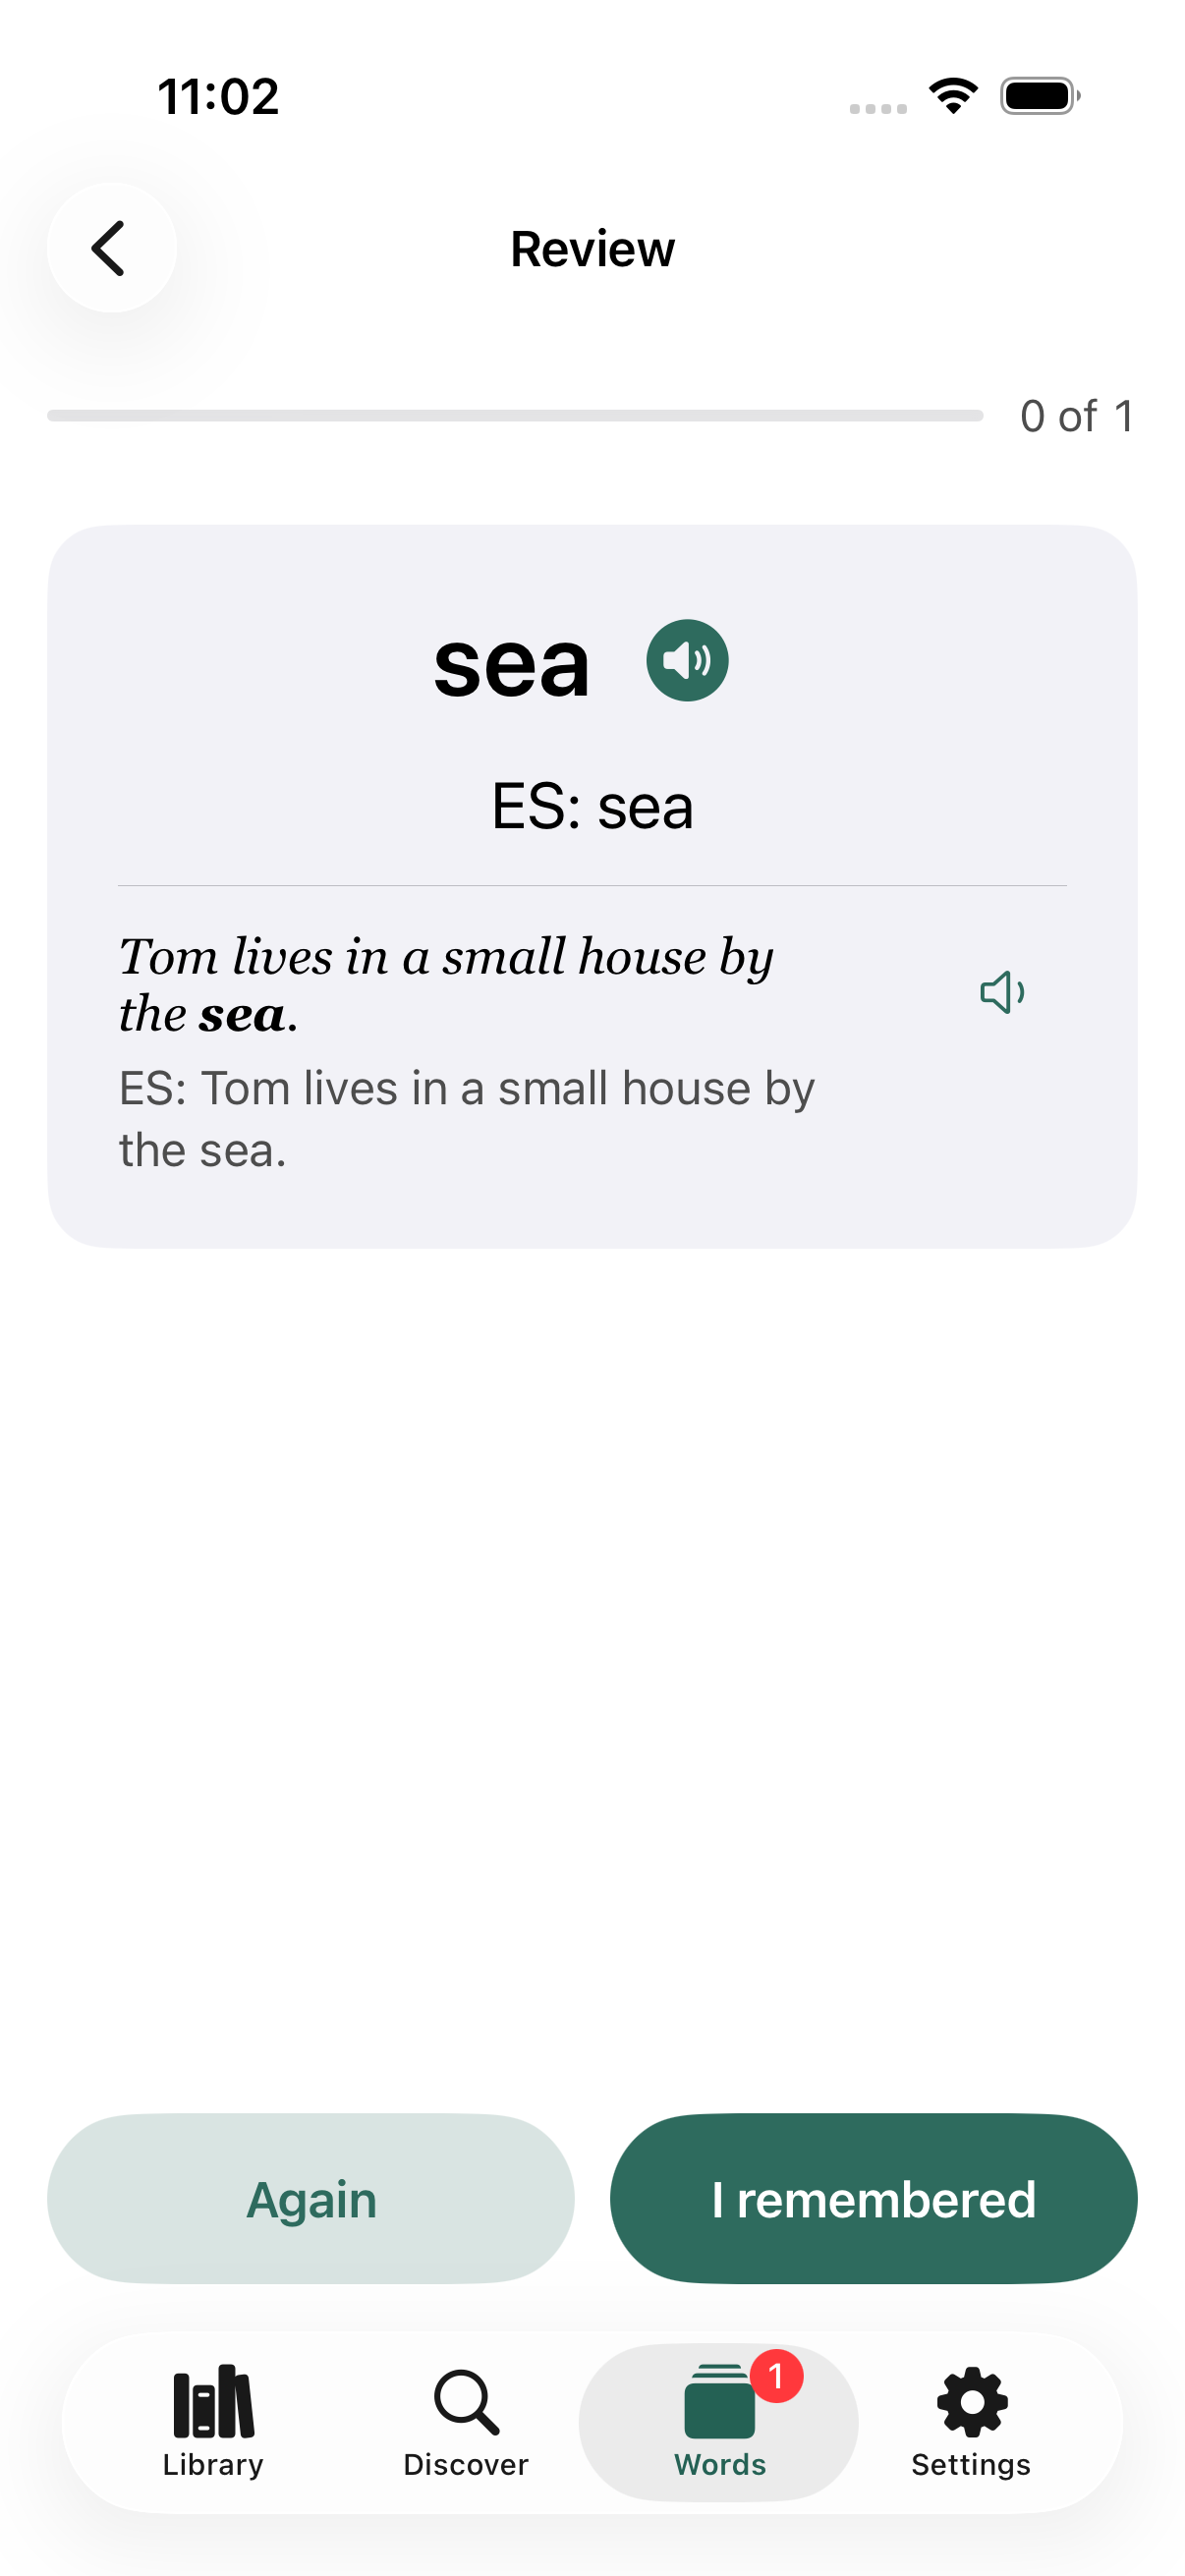 11:02
Review
0 of 1
sea
ES: sea
Tom lives in a small house by
the sea.
ES: Tom lives in a small house by
the sea.
Again
I remembered
1
Library
Discover
Words
Settings